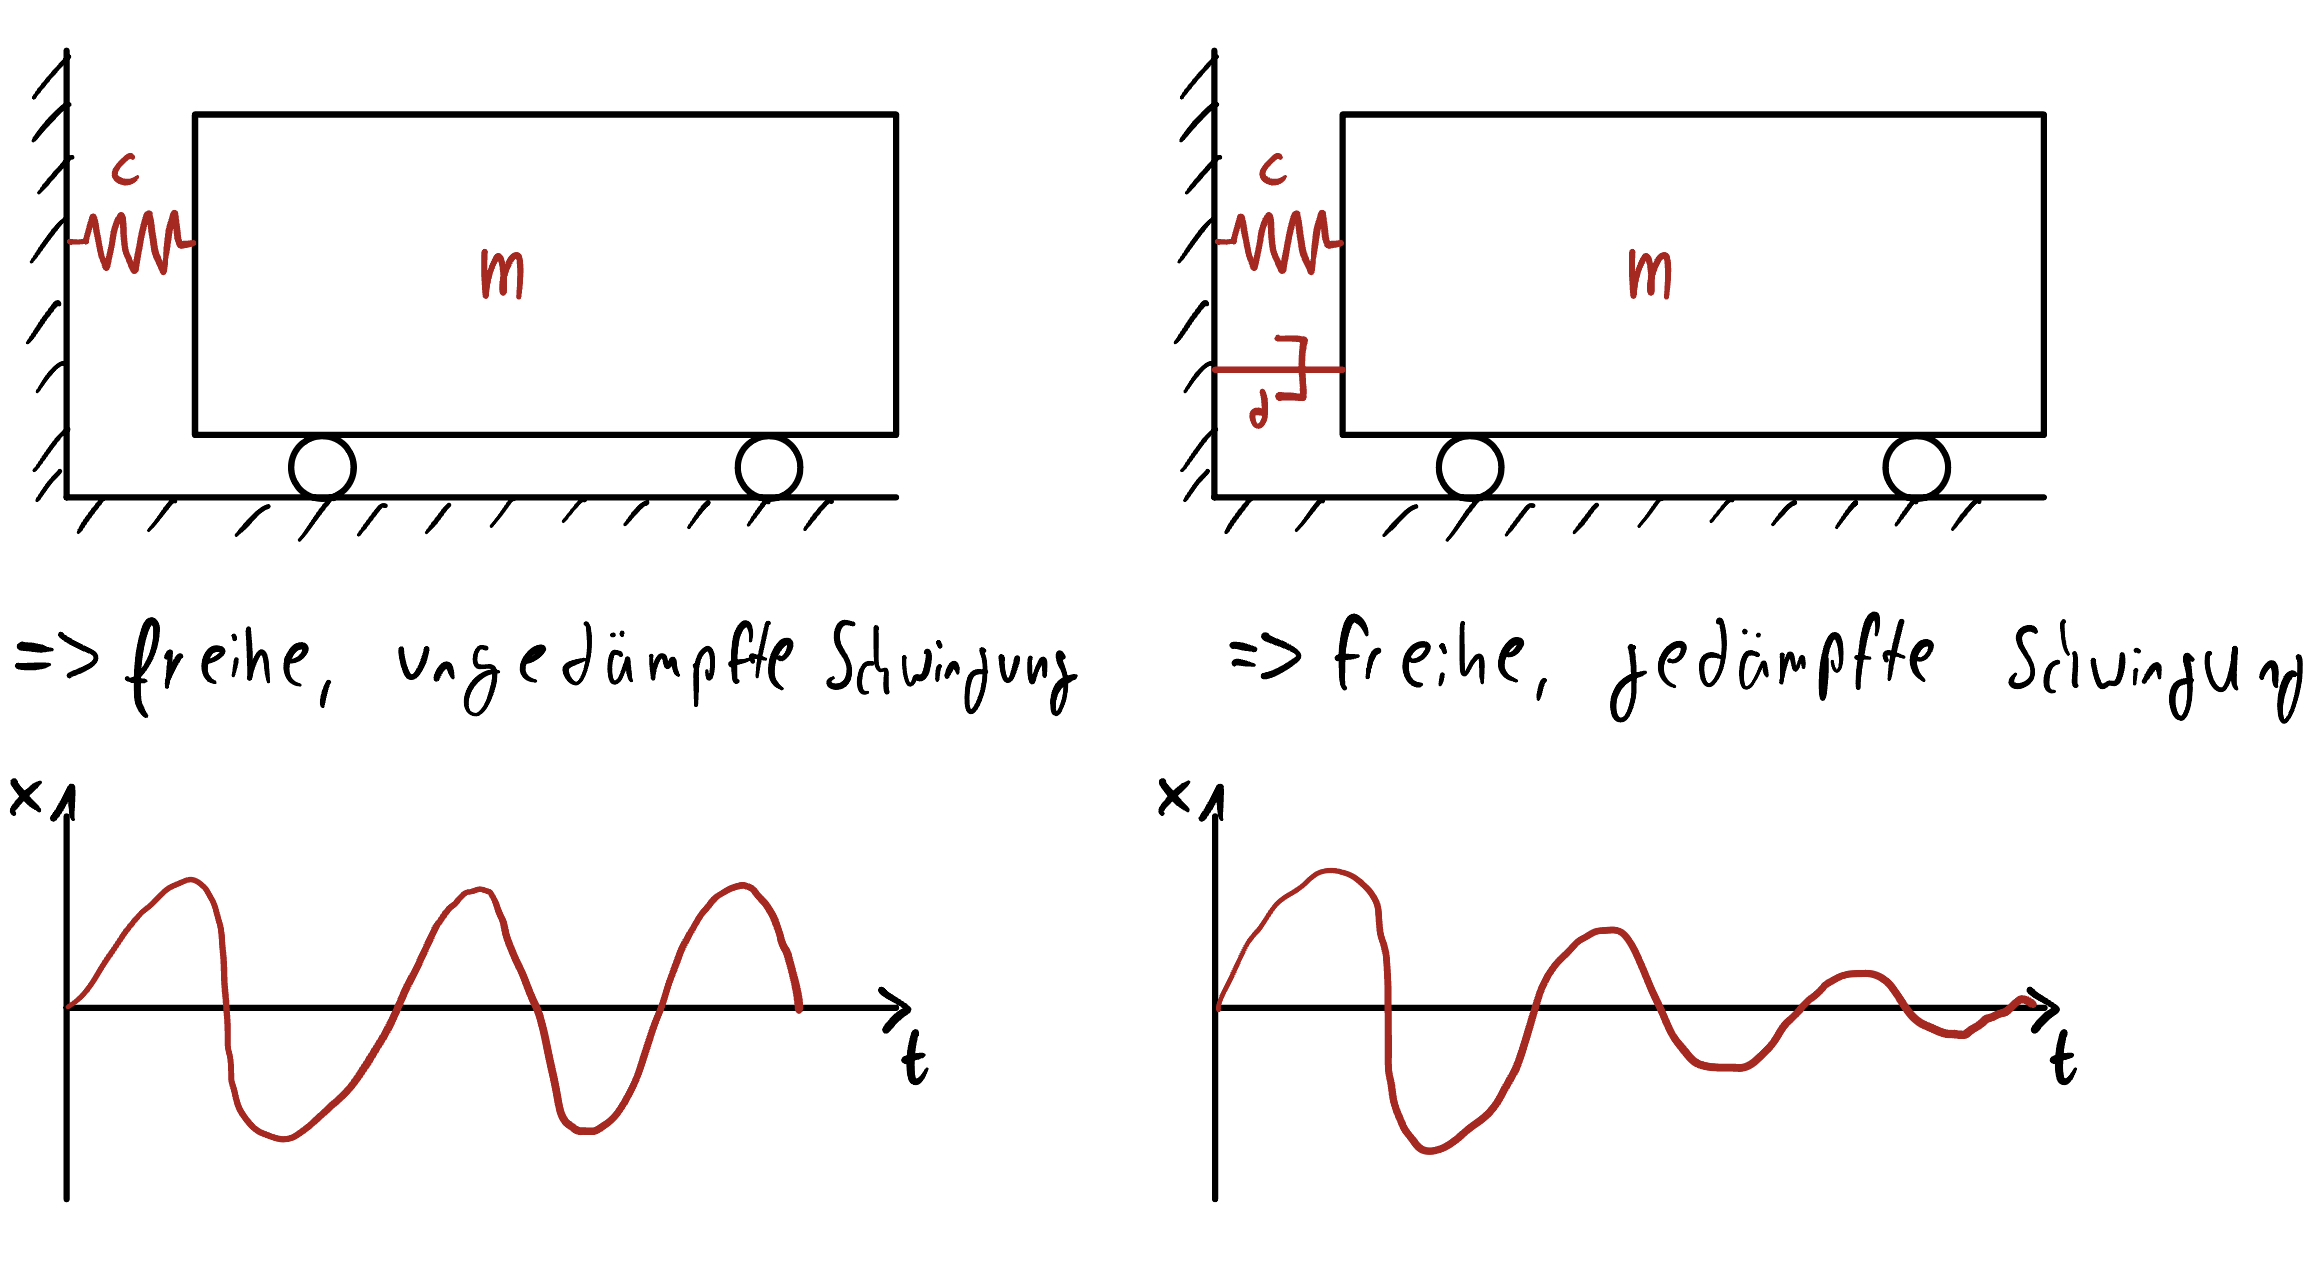 c
m
c
m
d
=> freihe, ungedämpfte Schwingung
=> freihe, gedämpfte Schwingung
x
t
x
t